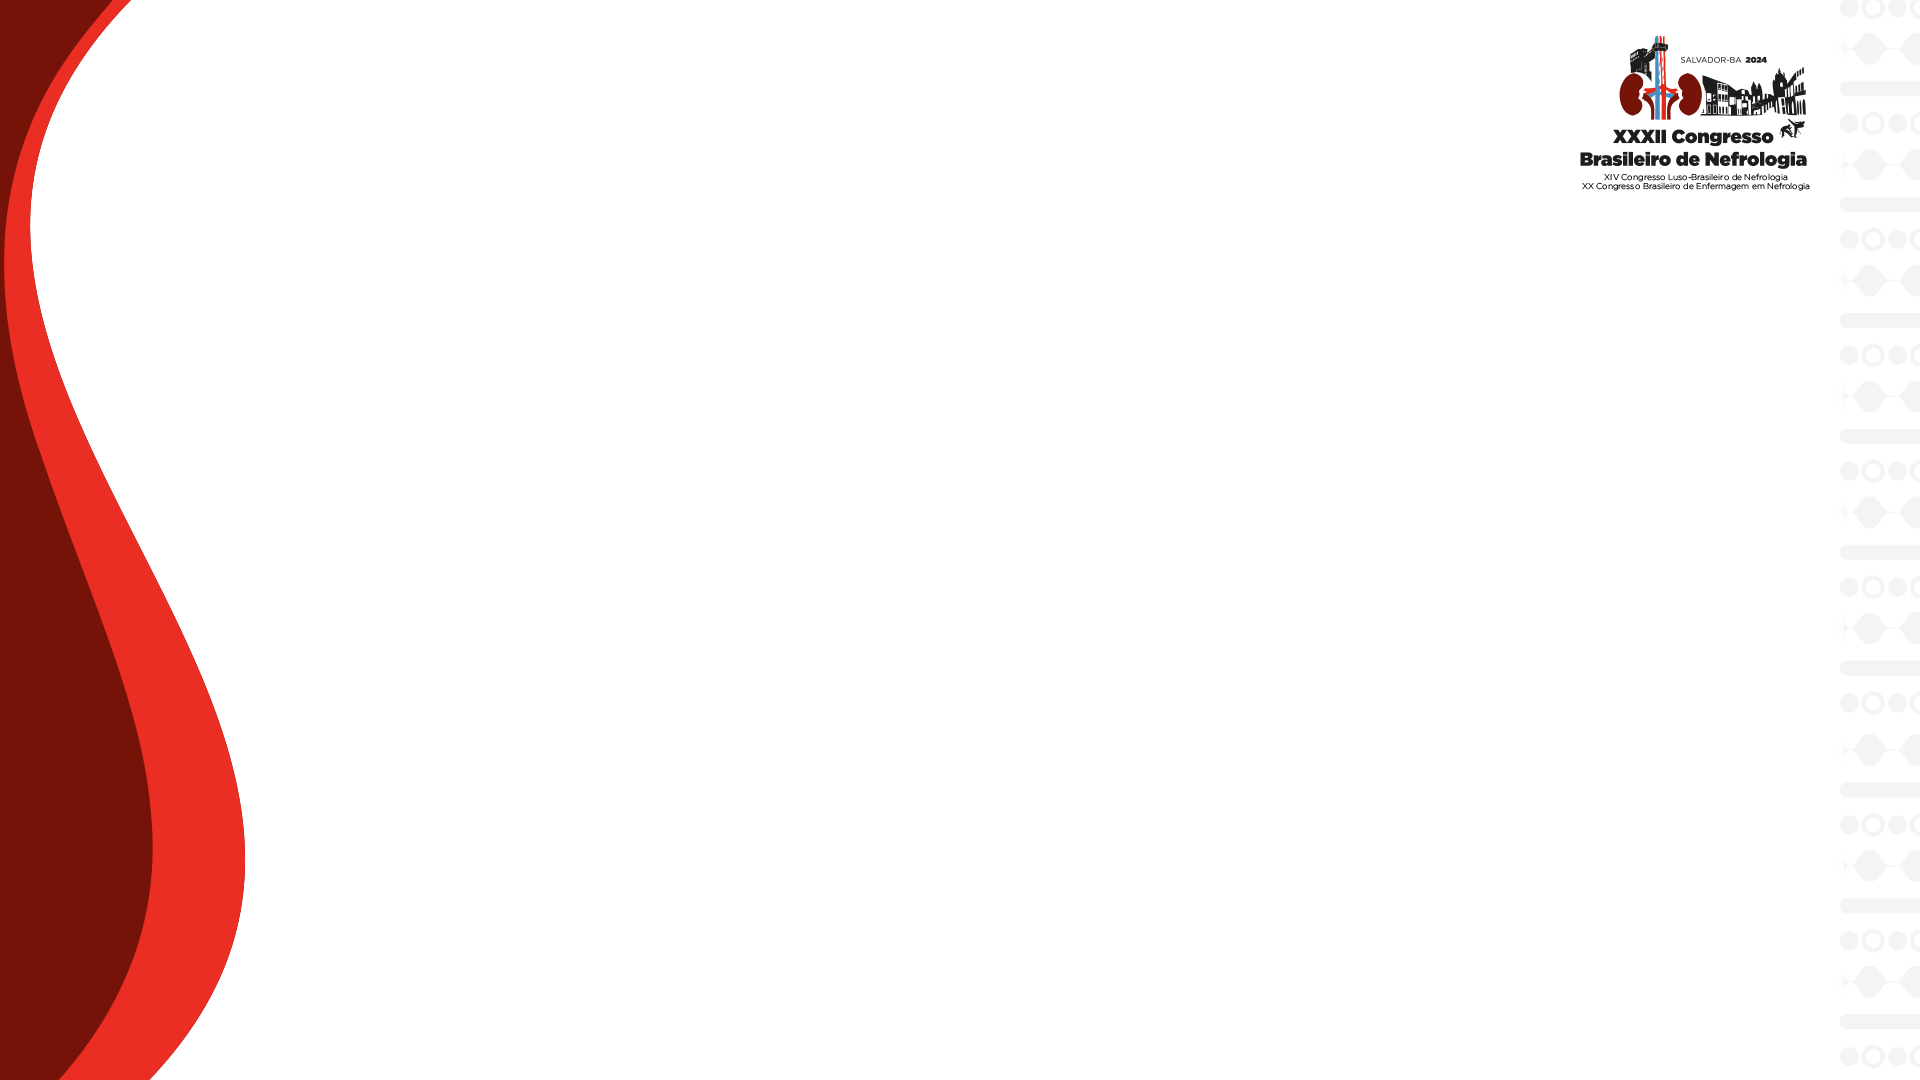 SALVADOR-BA 2024
XXXII Congresso
Brasileiro de Nefrologia
XIV Congresso Luso-Brasileiro de Nefrologia
XX Congresso Brasileiro de Enfermagem em Nefrologia